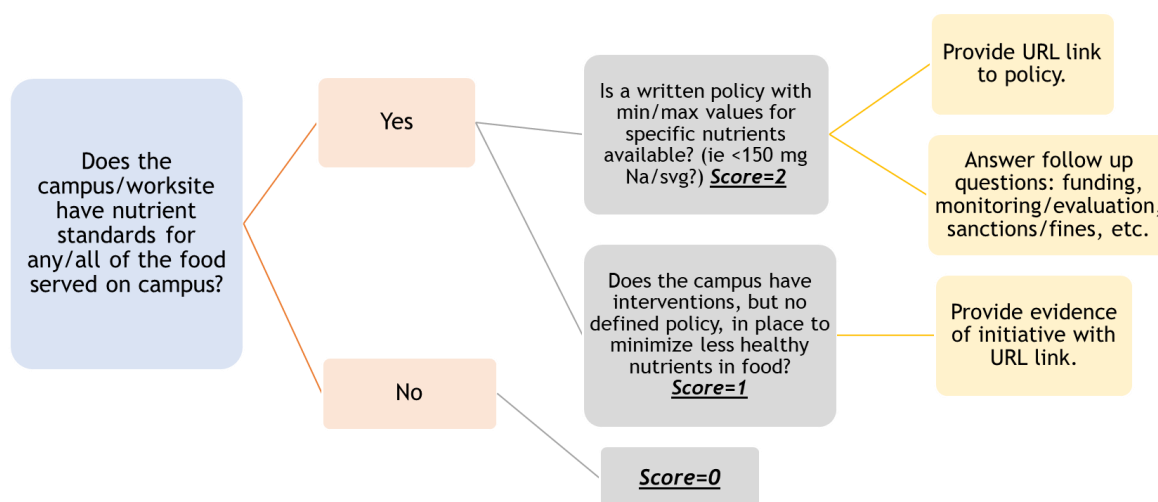 Does the
campus/worksite
have nutrient
standards for
any/all of the food
served on campus?
Yes
No
Is a written policy with
min/max values for
specific nutrients
available? (ie <150 mg
Na/svg?) Score=2
Does the campus have
interventions, but no
defined policy, in place to
minimize less healthy
nutrients in food?
Score=1
Score=0
Provide URL link
to policy.
Answer follow up
questions: funding,
monitoring/evaluation,
sanctions/fines, etc.
Provide evidence
of initiative with
URL link.